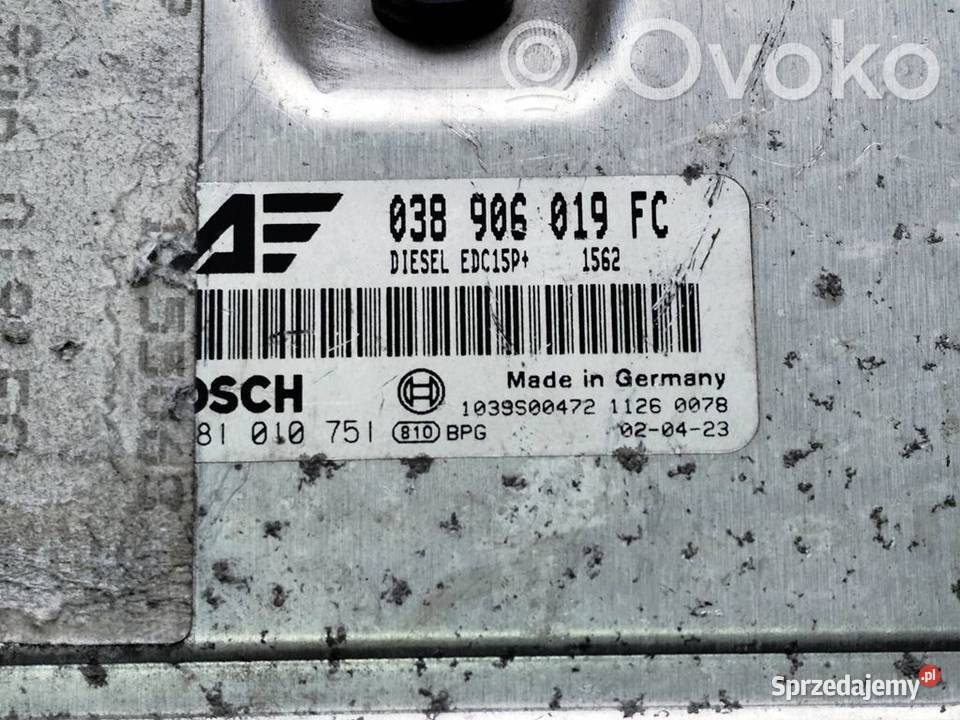 Ovoko
038 906 019 FC
DIESEL EDC15P+ 1562
OSCH
Made in Germany
1039S00472 1126 0078
81 010 751 810 BPG 02-04-23
Sprzedajemy.pl